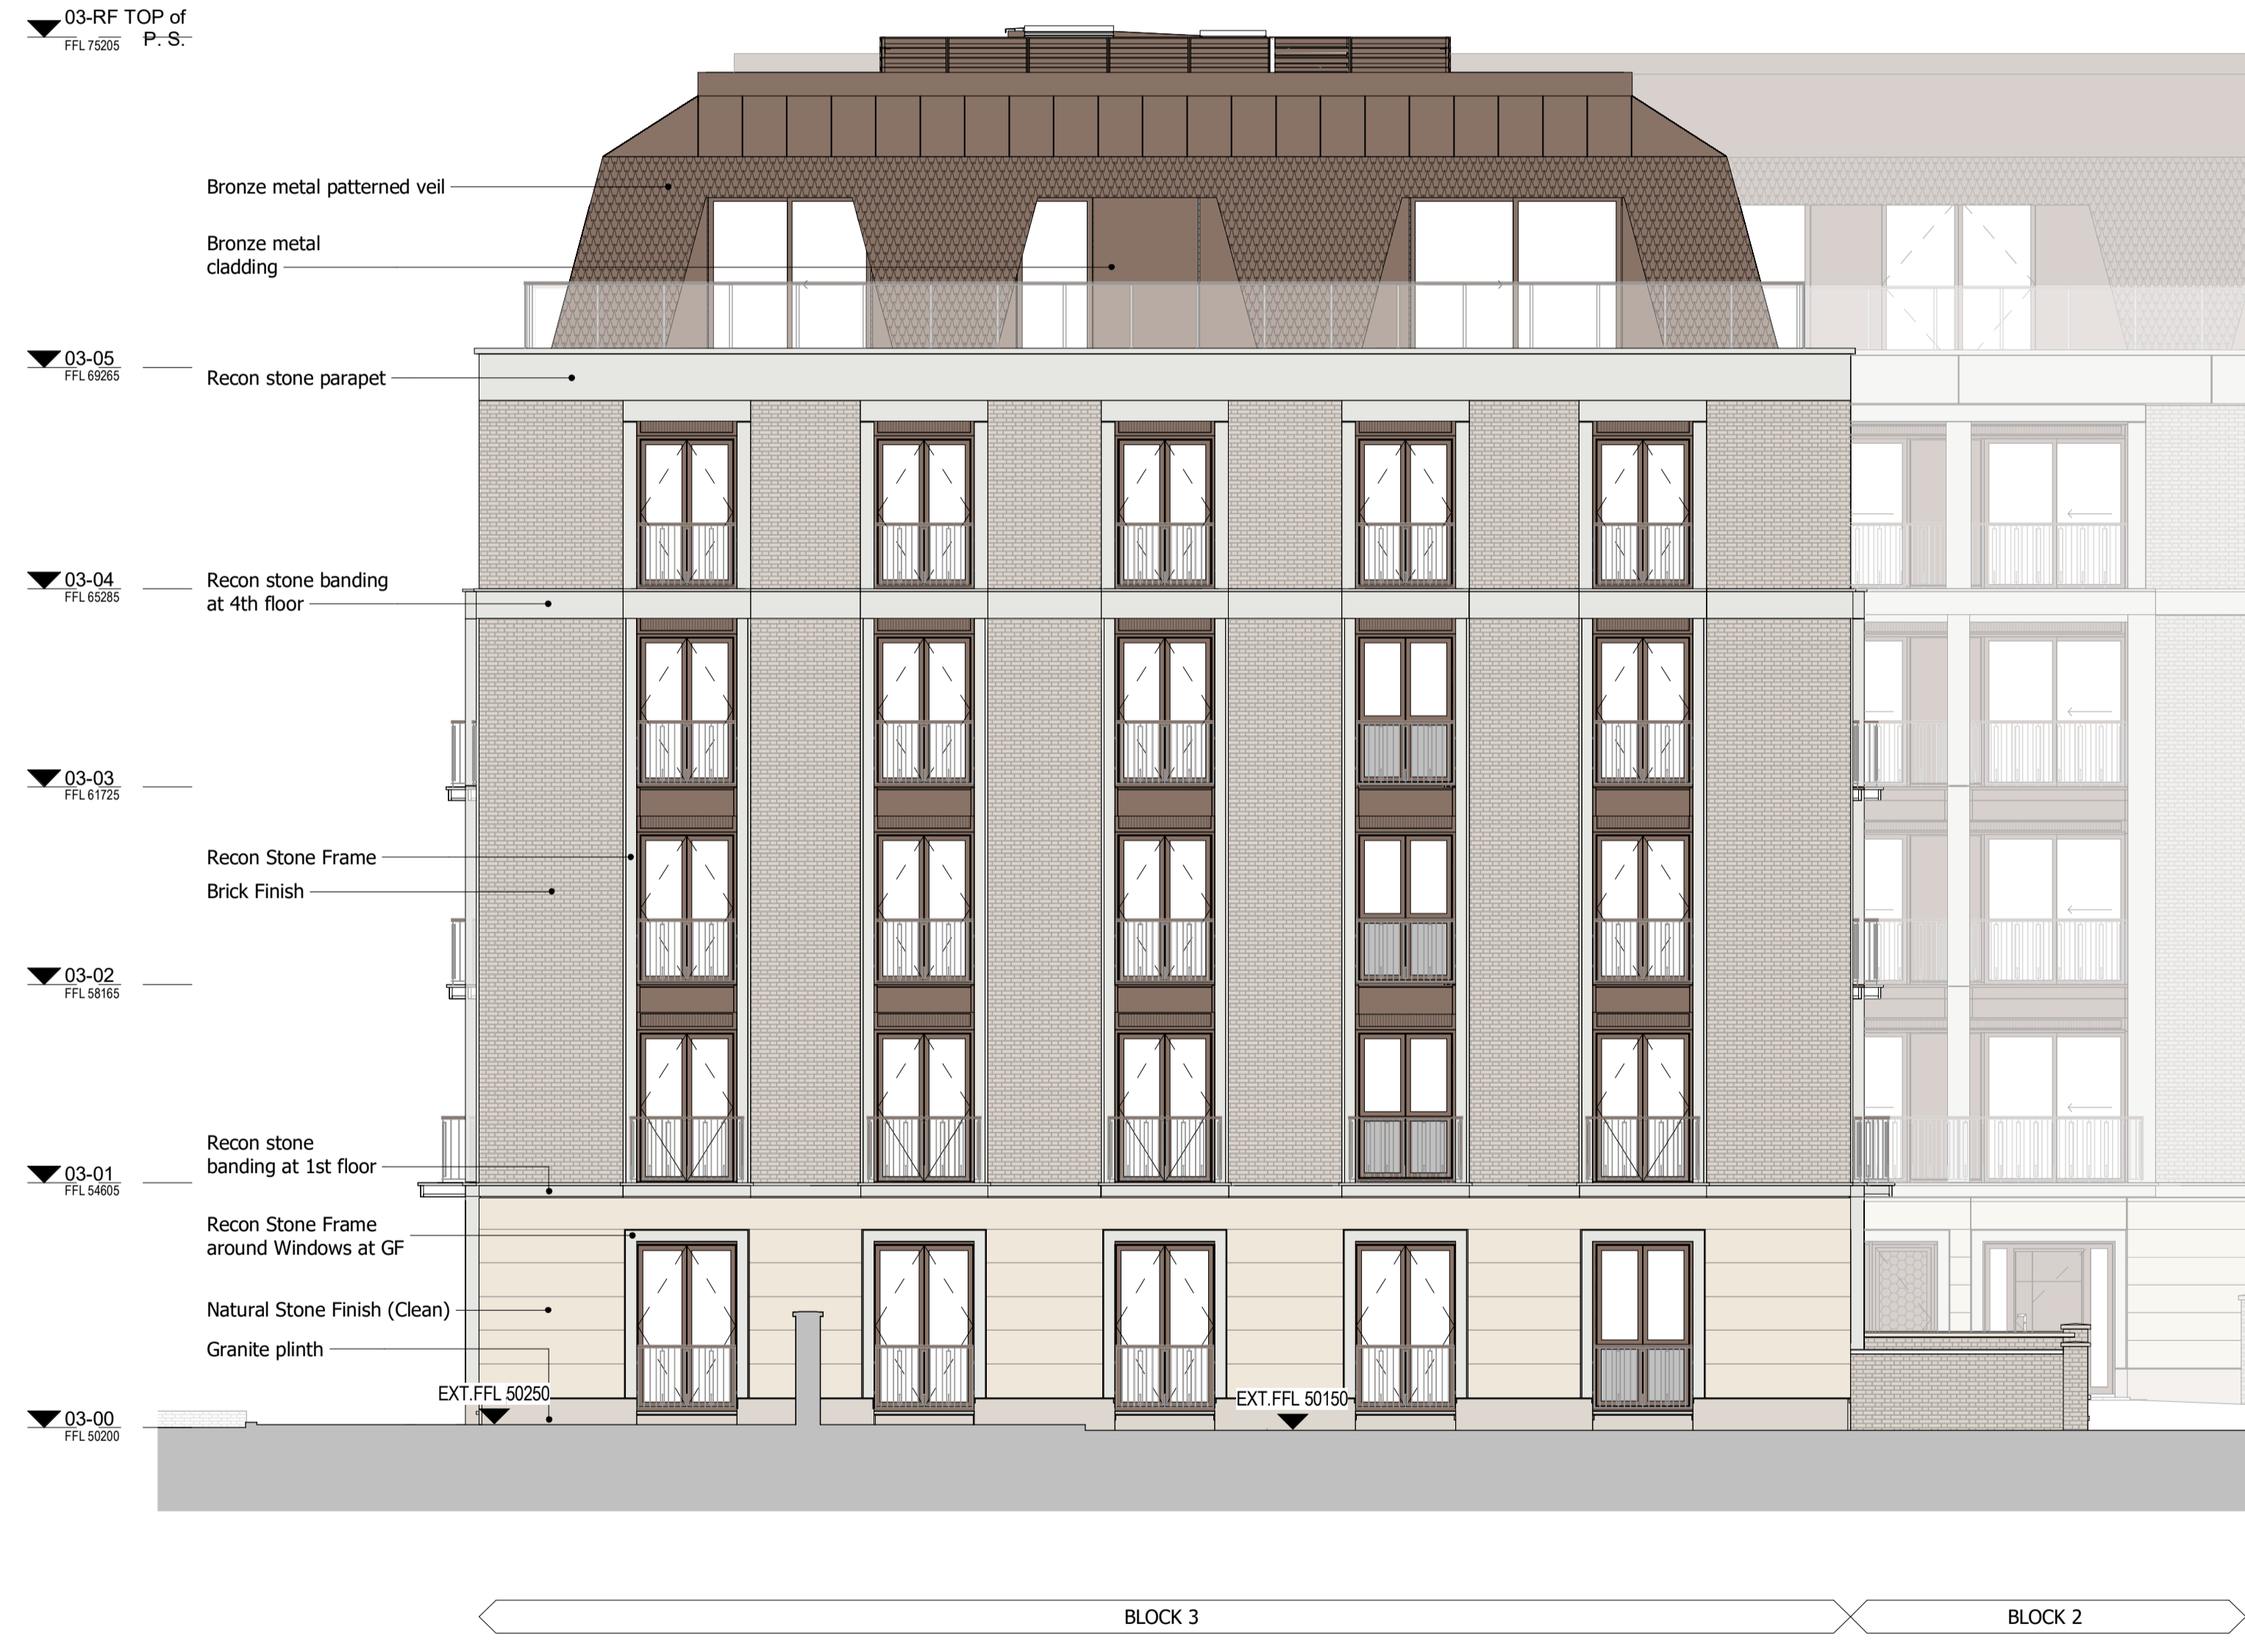 03-RF TOP of
P. S.
FFL 75205
Bronze metal patterned veil
Bronze metal
cladding
03-05
FFL 69265
Recon stone parapet
03-04
FFL 65285
Recon stone banding
at 4th floor
03-03
FFL 61725
Recon Stone Frame
Brick Finish
03-02
FFL 58165
Recon stone
banding at 1st floor
03-01
FFL 54605
Recon Stone Frame
around Windows at GF
Natural Stone Finish (Clean)
Granite plinth
EXT.FFL 50250
EXT.FFL 50150
03-00
FFL 50200
BLOCK 3
BLOCK 2